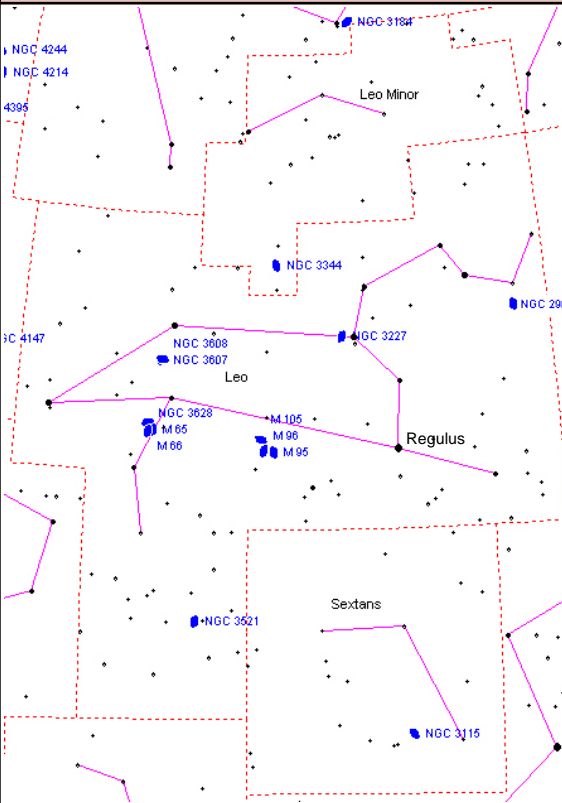 NGC 3184
NGC 4244
NGC 4214
4395
Leo Minor
NGC 3344
NGC 29
GC 4147
NGC 3608
NGC 3227
NGC 3607
Leo
NGC 3628
M 105
M 65
M 96
M 66
M 95
Regulus
Sextans
NGC 3521
NGC 3115